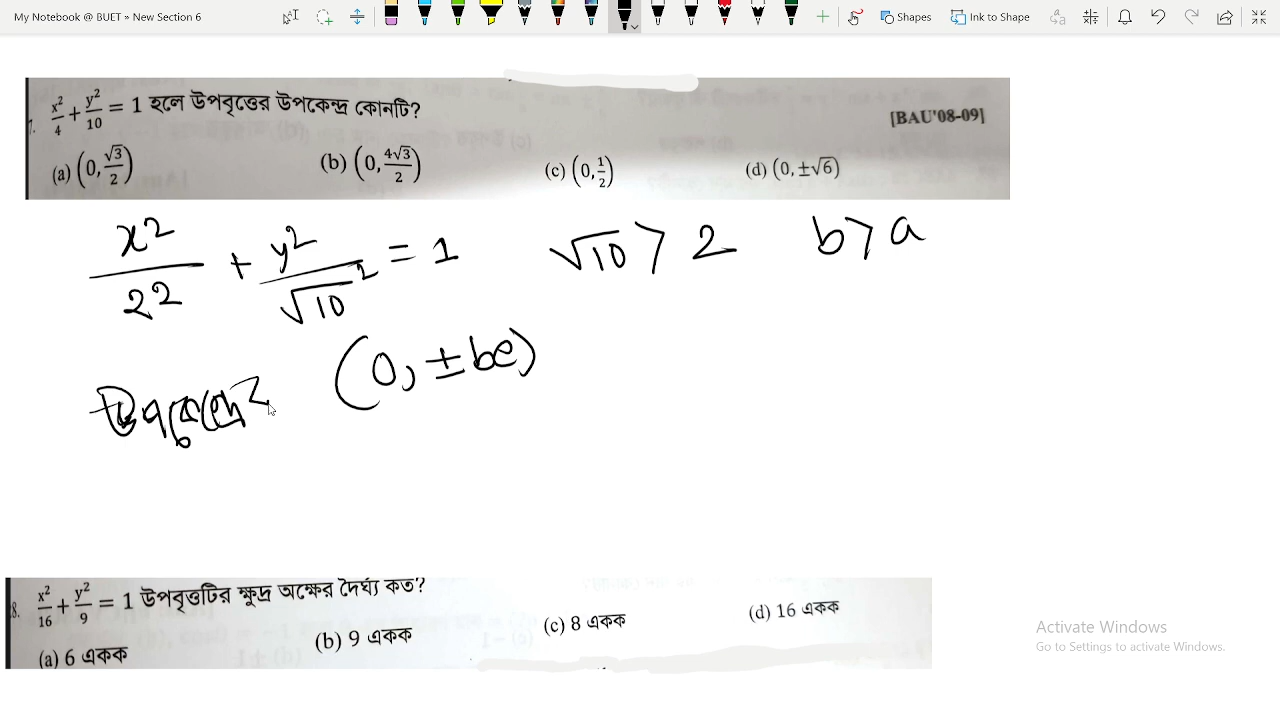 My Notebook @ BUET » New Section 6
Shapes Ink to Shape
7. x²/4 + y²/10 = 1 হলে উপবৃত্তের উপকেন্দ্র কোনটি? [BAU'08-09]
(a) (0, √3/2) (b) (0, 4√3/2) (c) (0, 1/2) (d) (0, ±√6)
x²/2² + y²/√10² = 1 √10 > 2 b > a
(0, ±be)
8. x²/16 + y²/9 = 1 উপবৃত্তটির ক্ষুদ্র অক্ষের দৈর্ঘ্য কত?
(a) 6 একক (b) 9 একক (c) 8 একক (d) 16 একক
Activate Windows
Go to Settings to activate Windows.